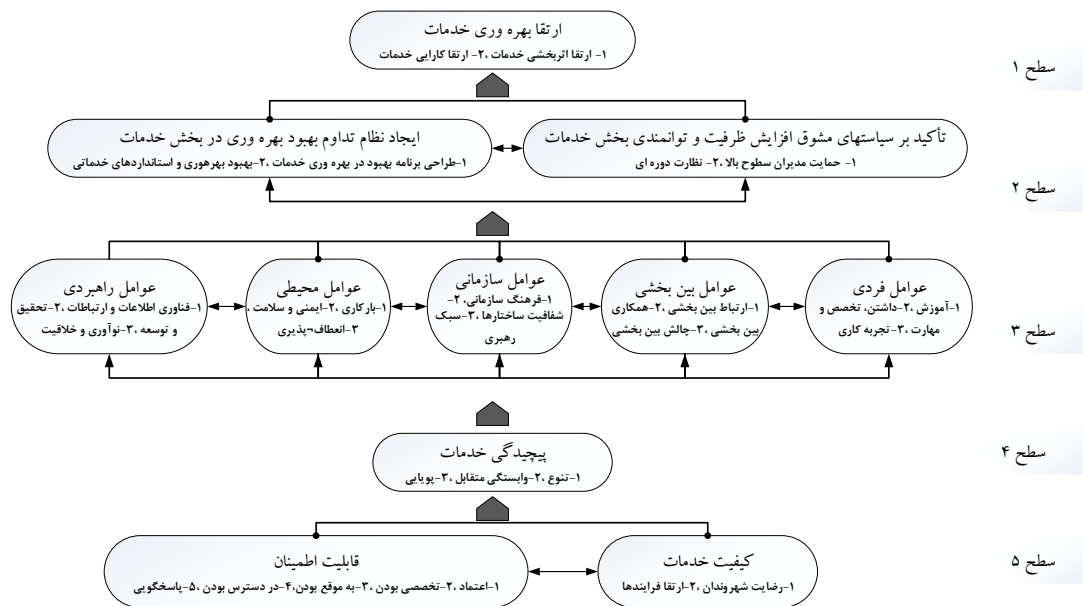 ارتقا بهره وری خدمات
۱- ارتقا اثربخشی خدمات ،۲- ارتقا کارایی خدمات
سطح ۱
تأکید بر سیاستهای مشوق افزایش ظرفیت و توانمندی بخش خدمات
۱- حمایت مدیران سطوح بالا ،۲- نظارت دوره ای
ایجاد نظام تداوم بهبود بهره وری در بخش خدمات
۱-طراحی برنامه بهبود در بهره وری خدمات ،۲-بهبود بهرهوری و استانداردهای خدماتی
سطح ۲
عوامل فردی
۱-آموزش ،۲-داشتن، تخصص و
مهارت ،۳-تجربه کاری
عوامل بین بخشی
۱-ارتباط بین بخشی ،۲-همکاری
بین بخشی ،۳-چالش بین بخشی
عوامل سازمانی
۱-فرهنگ سازمانی، ۲-
شفافیت ساختارها ،۳-سبک
رهبری
عوامل محیطی
۱-بار کاری ،۲-ایمنی و سلامت ،
۳-انعطاف¬پذیری
عوامل راهبردی
۱-فناوری اطلاعات و ارتباطات ،۲-تحقیق
و توسعه ،۳-نوآوری و خلاقیت
سطح ۳
پیچیدگی خدمات
۱-تنوع ،۲-وابستگی متقابل ،۳-پویایی
سطح ۴
کیفیت خدمات
۱-رضایت شهروندان ،۲-ارتقا فرایندها
قابلیت اطمینان
۱-اعتماد ،۲-تخصصی بودن ،۳-به موقع بودن،۴-در دسترس بودن ،۵-پاسخگویی
سطح ۵